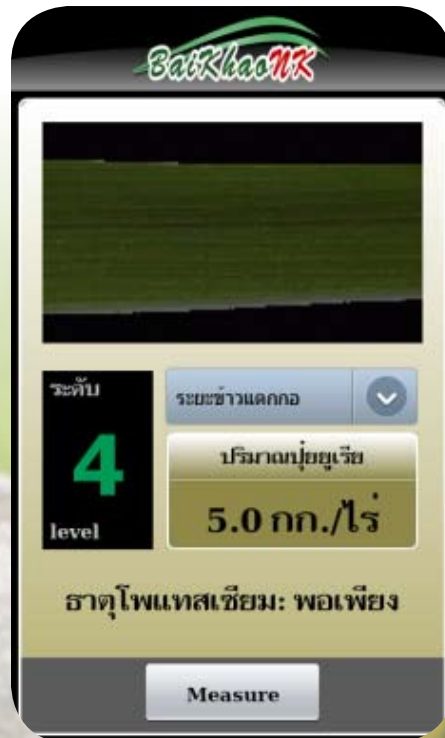 BaiKhaoNK
ระดับ
4
level
ระยะข้าวแตกกอ
ปริมาณปุ๋ยยูเรีย
5.0 กก./ไร่
ธาตุโพแทสเซียม: พอเพียง
Measure